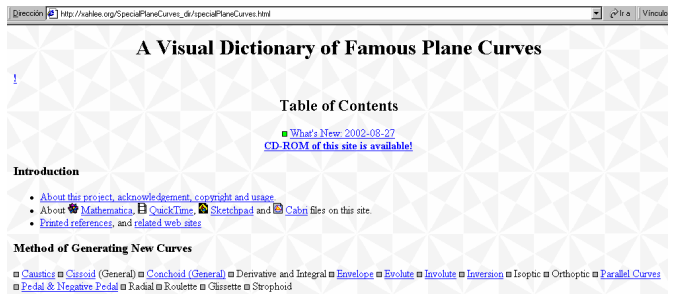 Dirección http://xahlee.org/SpecialPlaneCurves_dir/specialPlaneCurves.html Ir a Vínculo
A Visual Dictionary of Famous Plane Curves
!
Table of Contents
What's New: 2002-08-27
CD-ROM of this site is available!
Introduction
• About this project, acknowledgement, copyright and usage
• About Mathematica, QuickTime, Sketchpad and Cabri files on this site.
• Printed references, and related web sites
Method of Generating New Curves
Caustics Cissoid (General) Conchoid (General) Derivative and Integral Envelope Evolute Involute Inversion Isoptic Orthoptic Parallel Curves
Pedal & Negative Pedal Radial Roulette Glissette Strophoid